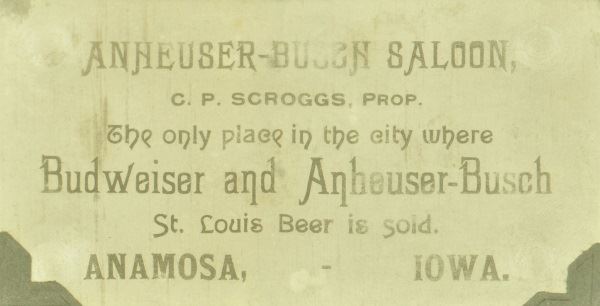 ANHEUSER-BUSCH SALOON,
C. P. SCROGGS, PROP.
The only place in the city where
Budweiser and Anheuser-Busch
St. Louis Beer is sold.
ANAMOSA, - IOWA.